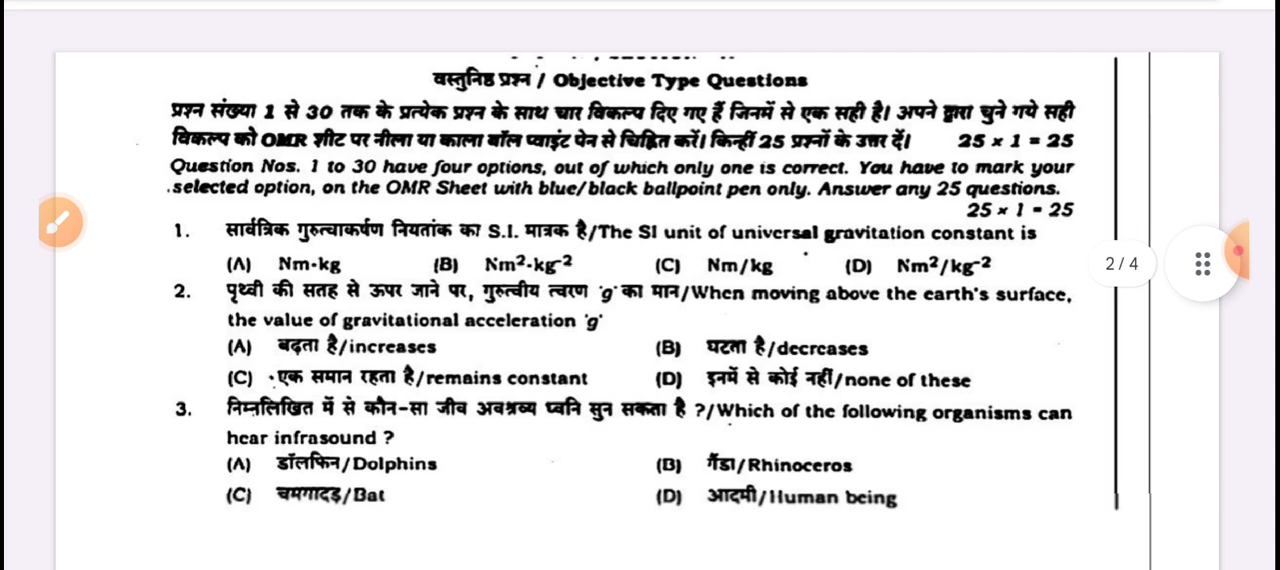 वस्तुनिष्ठ प्रश्न / Objective Type Questions
प्रश्न संख्या 1 से 30 तक के प्रत्येक प्रश्न के साथ चार विकल्प दिए गए हैं जिनमें से एक सही है। अपने द्वारा चुने गये सही
विकल्प को OMR शीट पर नीला या काला बॉल प्वाइंट पेन से चिह्नित करें। किन्हीं 25 प्रश्नों के उत्तर दें। 25 × 1 = 25
Question Nos. 1 to 30 have four options, out of which only one is correct. You have to mark your
selected option, on the OMR Sheet with blue/black ballpoint pen only. Answer any 25 questions.
25 × 1 = 25
1. सार्वत्रिक गुरुत्वाकर्षण नियतांक का S.I. मात्रक है/The SI unit of universal gravitation constant is
(A) Nm-kg (B) Nm²-kg⁻² (C) Nm/kg (D) Nm²/kg⁻²
2/4
2. पृथ्वी की सतह से ऊपर जाने पर, गुरुत्वीय त्वरण 'g' का मान/When moving above the earth's surface,
the value of gravitational acceleration 'g'
(A) बढ़ता है/increases (B) घटता है/decreases
(C) एक समान रहता है/remains constant (D) इनमें से कोई नहीं/none of these
3. निम्नलिखित में से कौन-सा जीव अवश्रव्य ध्वनि सुन सकता है ?/Which of the following organisms can
hear infrasound ?
(A) डॉलफिन/Dolphins (B) गैंडा/Rhinoceros
(C) चमगादड़/Bat (D) आदमी/Human being